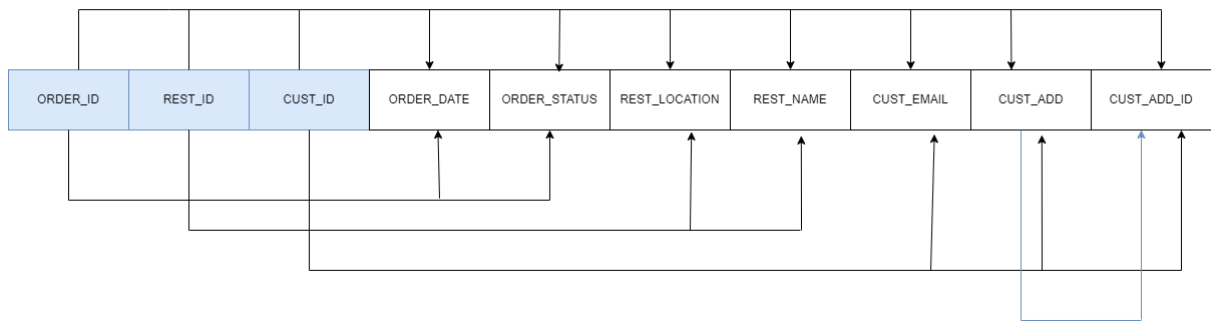 ORDER_ID REST_ID CUST_ID ORDER_DATE ORDER_STATUS REST_LOCATION REST_NAME CUST_EMAIL CUST_ADD CUST_ADD_ID